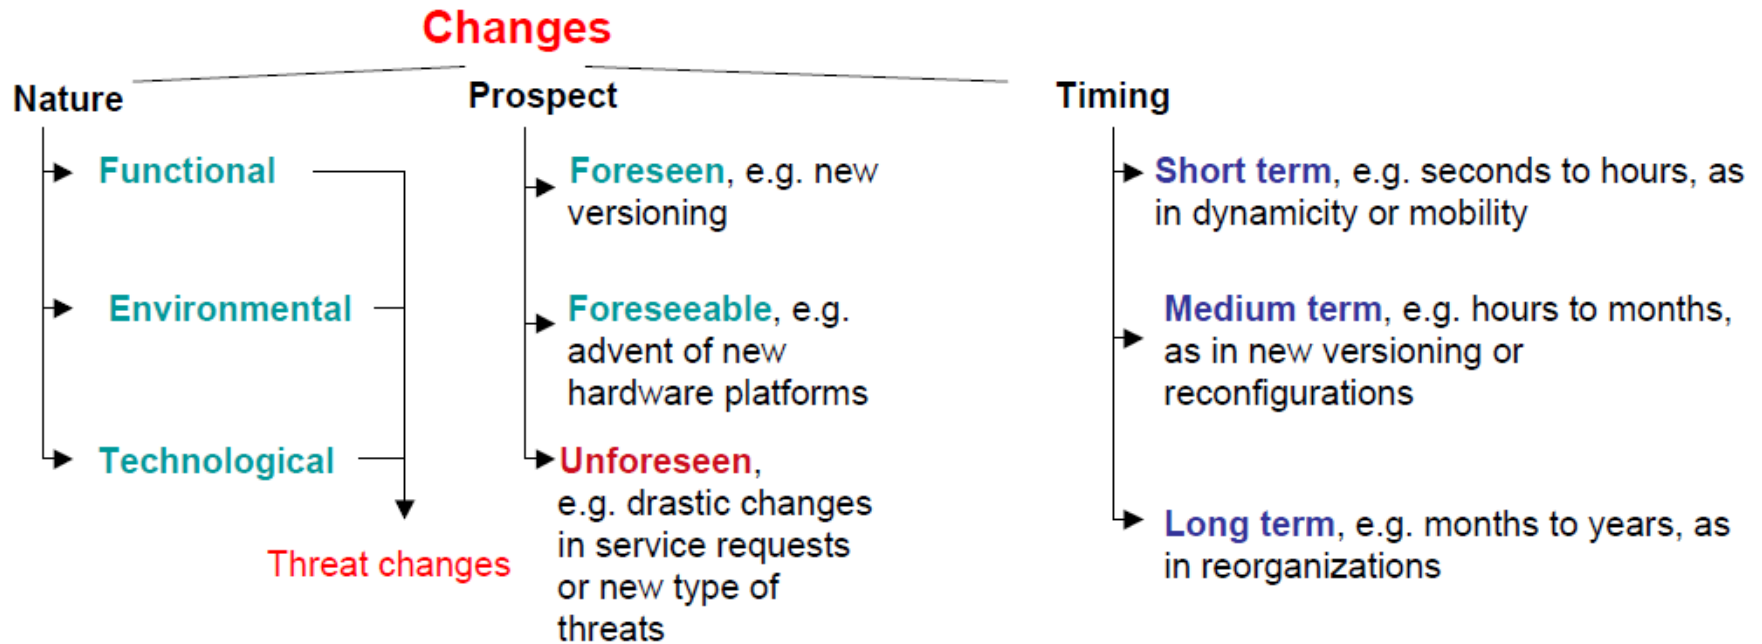 Changes
Nature
Functional
Environmental
Technological
Threat changes
Prospect
Foreseen, e.g. new
versioning
Foreseeable, e.g.
advent of new
hardware platforms
Unforeseen,
e.g. drastic changes
in service requests
or new type of
threats
Timing
Short term, e.g. seconds to hours, as
in dynamicity or mobility
Medium term, e.g. hours to months,
as in new versioning or
reconfigurations
Long term, e.g. months to years, as
in reorganizations